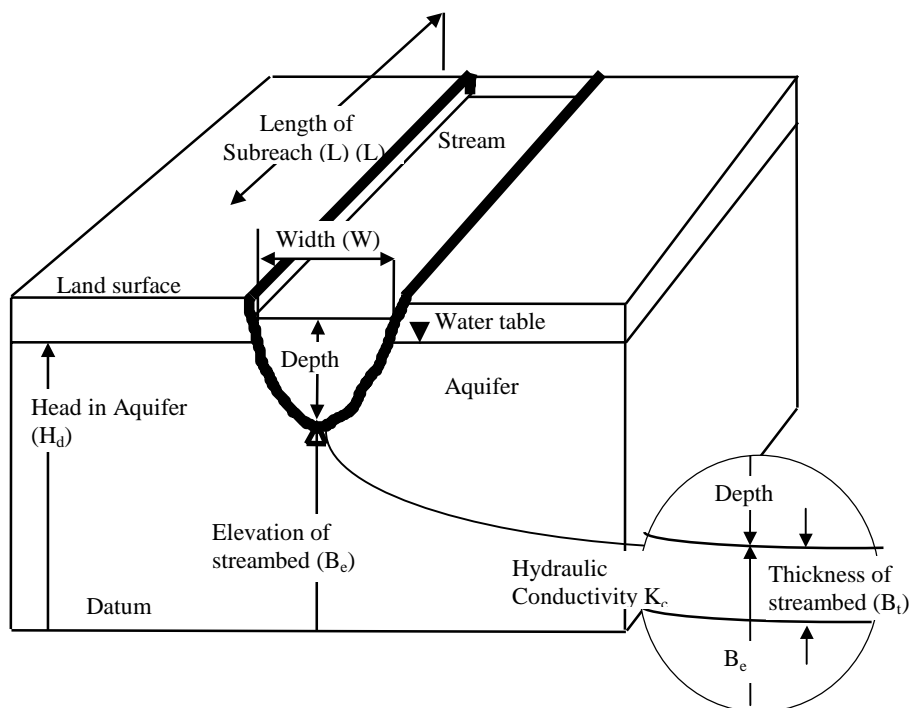 Length of
Subreach (L) (L)
Stream
Width (W)
Land surface
Water table
Depth
Aquifer
Head in Aquifer
(Hd)
Elevation of
streambed (Be)
Datum
Depth
Hydraulic
Conductivity Kc
Thickness of
streambed (Bt)
Be